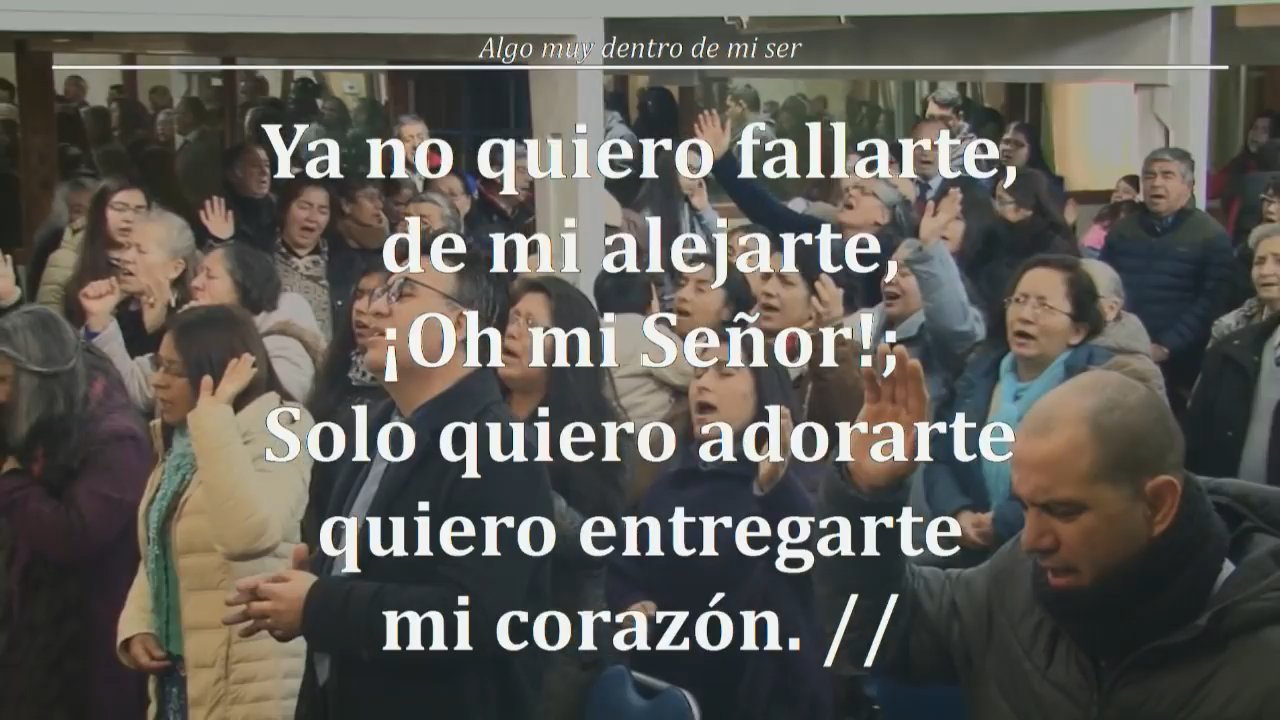 Algo muy dentro de mi ser
Ya no quiero fallarte,
de mi alejarte,
¡Oh mi Señor!;
Solo quiero adorarte
quiero entregarte
mi corazón. //